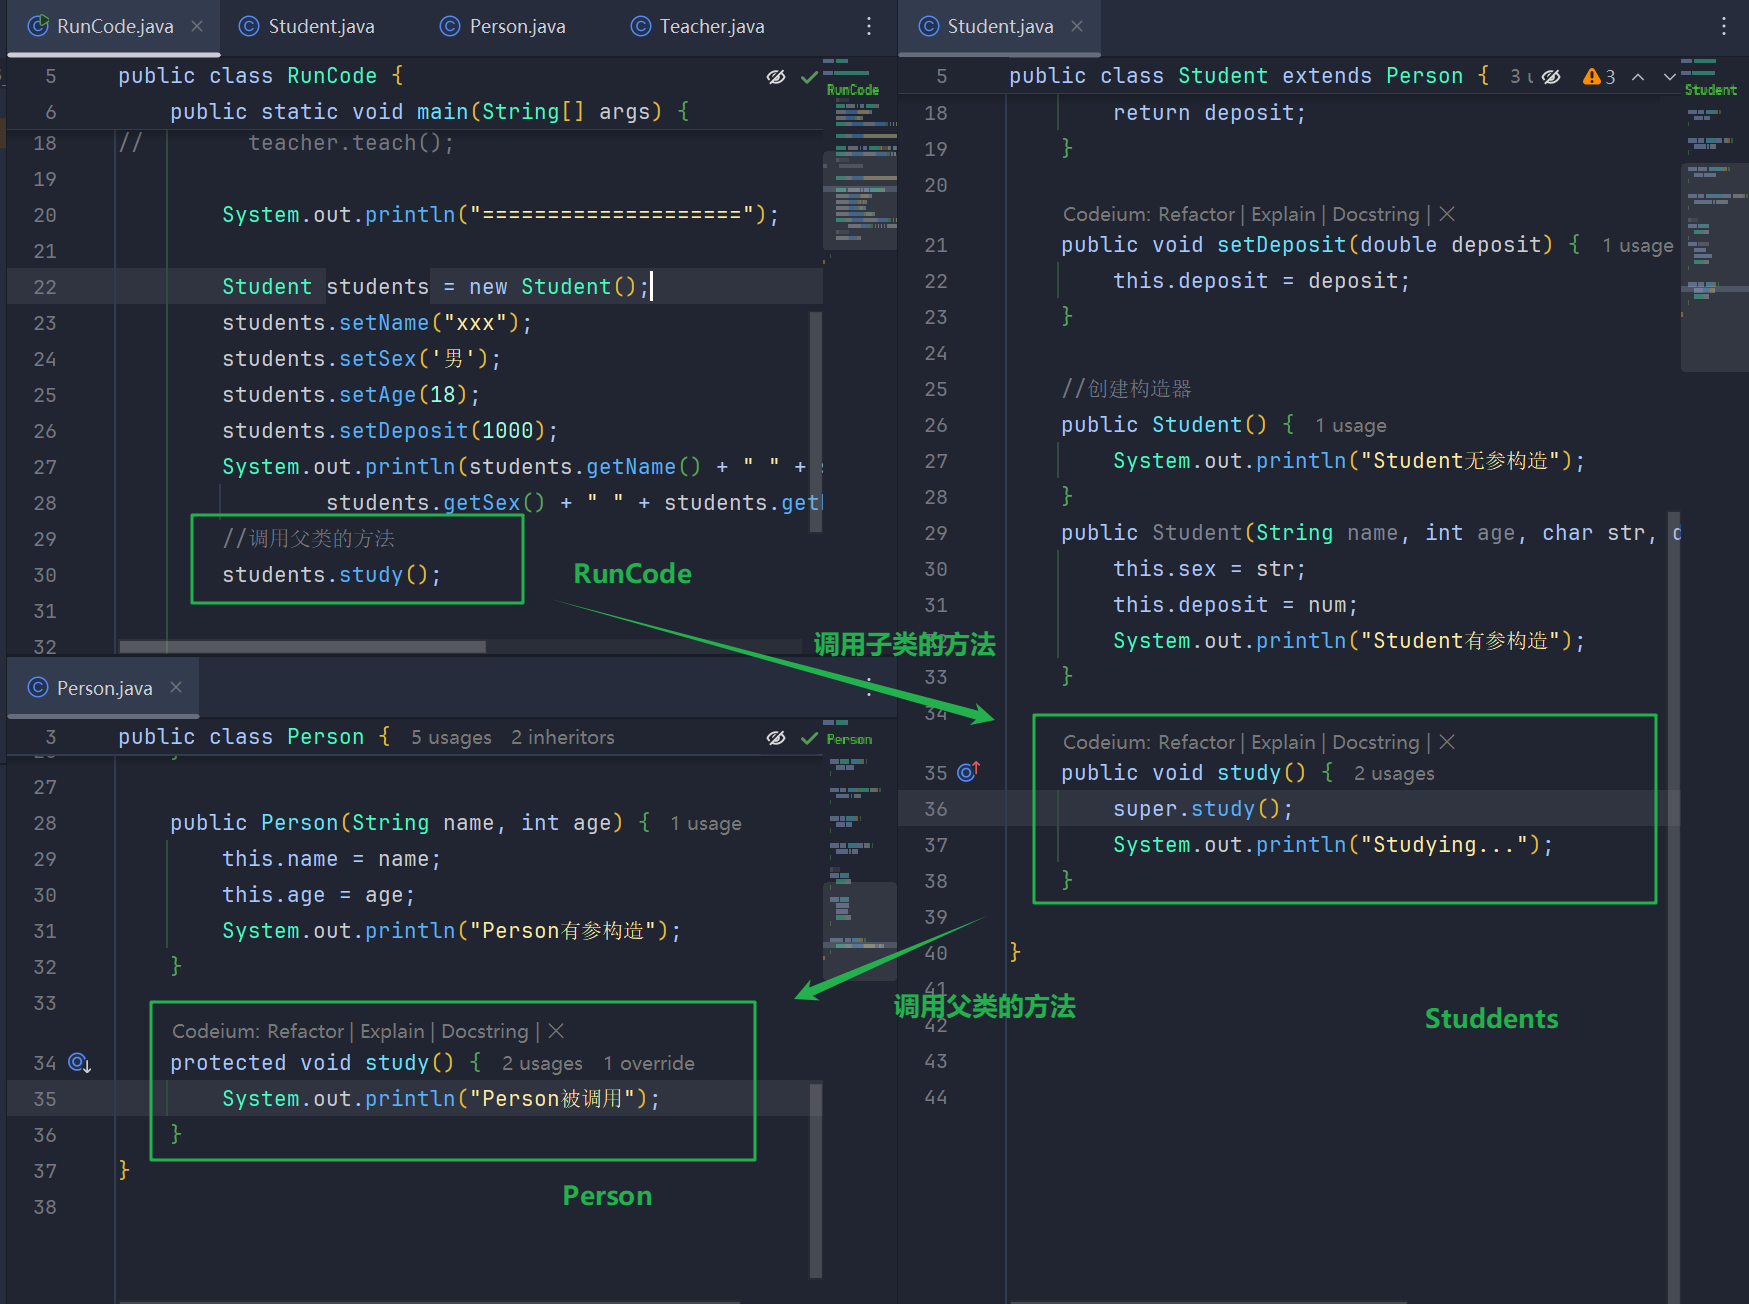 RunCode.java
Student.java
Person.java
Teacher.java
5 public class RunCode {
RunCode
6 public static void main(String[] args) {
18 // teacher.teach();
19
20 System.out.println("====================");
21
22 Student students = new Student();
23 students.setName("xxx");
24 students.setSex('男');
25 students.setAge(18);
26 students.setDeposit(1000);
27 System.out.println(students.getName() + " " +
28 students.getSex() + " " + students.get
29 //调用父类的方法
30 students.study();
RunCode
31
32
Person.java
3 public class Person { 5 usages 2 inheritors
Person
27
28 public Person(String name, int age) { 1 usage
29 this.name = name;
30 this.age = age;
31 System.out.println("Person有参构造");
32 }
33
Codeium: Refactor | Explain | Docstring |
34 protected void study() { 2 usages 1 override
35 System.out.println("Person被调用");
36 }
37 }
Person
38
Student.java
5 public class Student extends Person { 3 u 3
Student
18 return deposit;
19 }
20
Codeium: Refactor | Explain | Docstring |
21 public void setDeposit(double deposit) { 1 usage
22 this.deposit = deposit;
23 }
24
25 //创建构造器
26 public Student() { 1 usage
27 System.out.println("Student无参构造");
28 }
29 public Student(String name, int age, char str, d
30 this.sex = str;
31 this.deposit = num;
System.out.println("Student有参构造");
调用子类的方法
33 }
34
Codeium: Refactor | Explain | Docstring |
35 public void study() { 2 usages
36 super.study();
37 System.out.println("Studying...");
38 }
39
40 }
41
调用父类的方法
Studdents
42
43
44